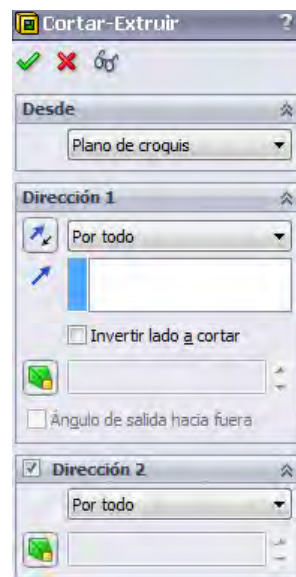 Cortar-Extruir ?
Desde
Plano de croquis
Dirección 1
Por todo
Invertir lado a cortar
Ángulo de salida hacia fuera
Dirección 2
Por todo